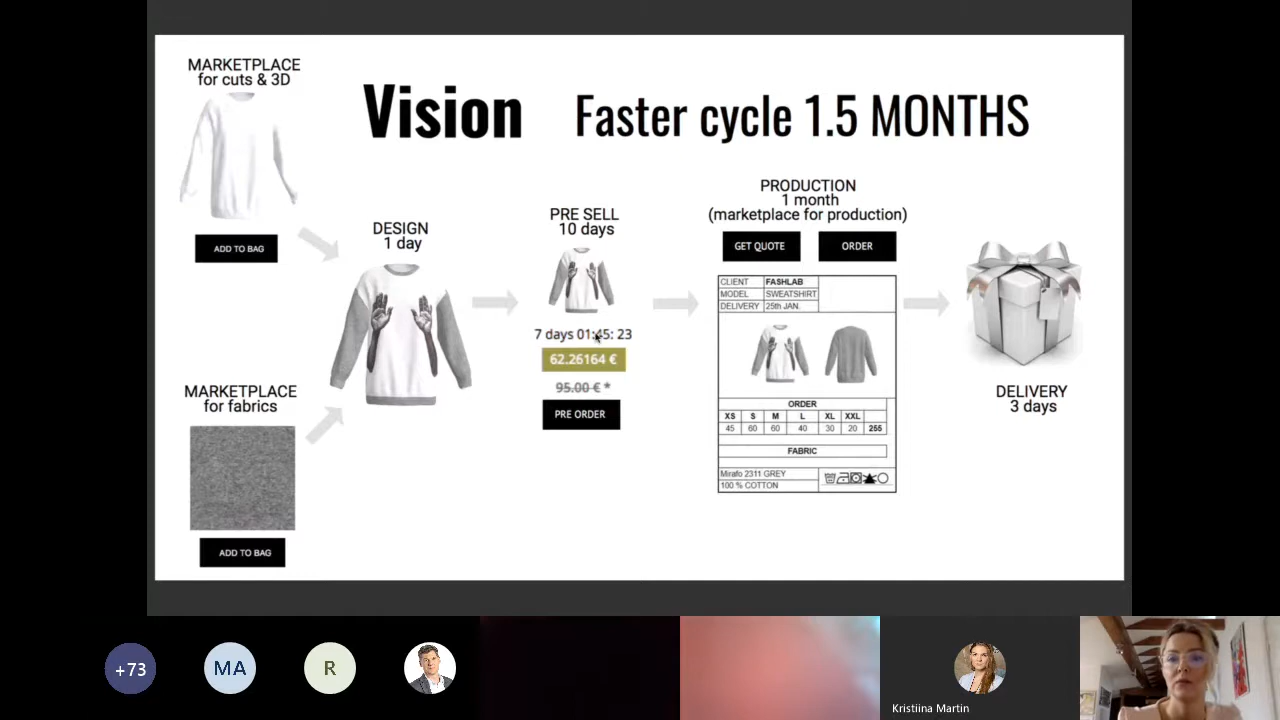 MARKETPLACE
for cuts & 3D
ADD TO BAG
Vision Faster cycle 1.5 MONTHS
MARKETPLACE
for fabrics
ADD TO BAG
DESIGN
1 day
PRE SELL
10 days
7 days 01:45: 23
62.26164 €
95.00 € *
PRE ORDER
PRODUCTION
1 month
(marketplace for production)
GET QUOTE ORDER
CLIENT FASHLAB
MODEL SWEATSHIRT
DELIVERY 25th JAN.
ORDER
XS S M L XL XXL
45 60 60 40 30 20 255
FABRIC
Mirafo 2311 GREY
100 % COTTON
DELIVERY
3 days
+73 MA R
Kristiina Martin